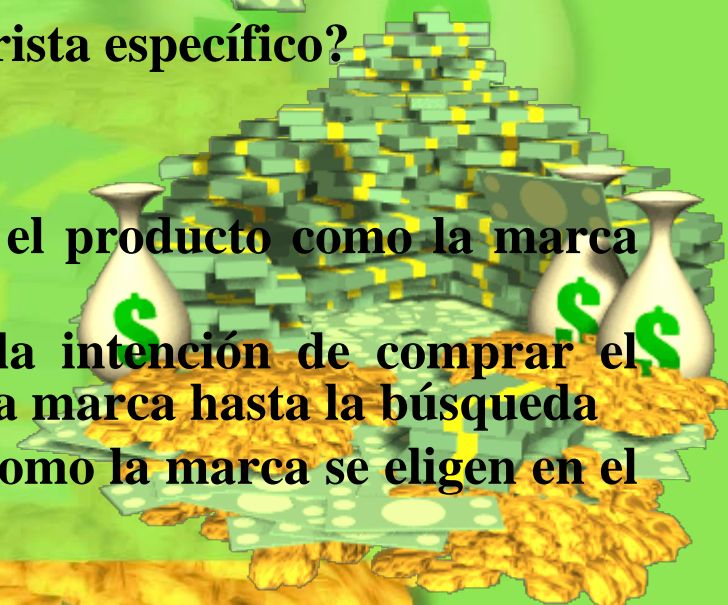 rista específico?
el producto como la marca
la intención de comprar el
a marca hasta la búsqueda
omo la marca se eligen en el
$
$
$